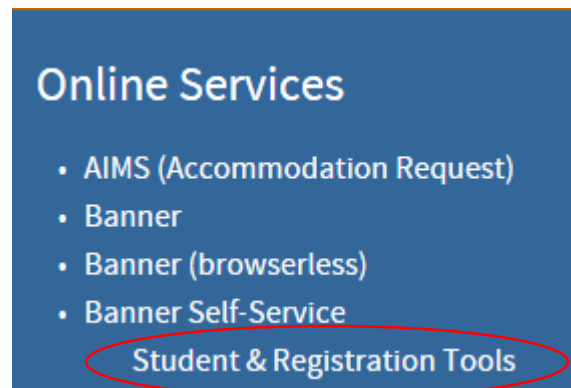 Online Services
• AIMS (Accommodation Request)
• Banner
• Banner (browserless)
• Banner Self-Service
Student & Registration Tools